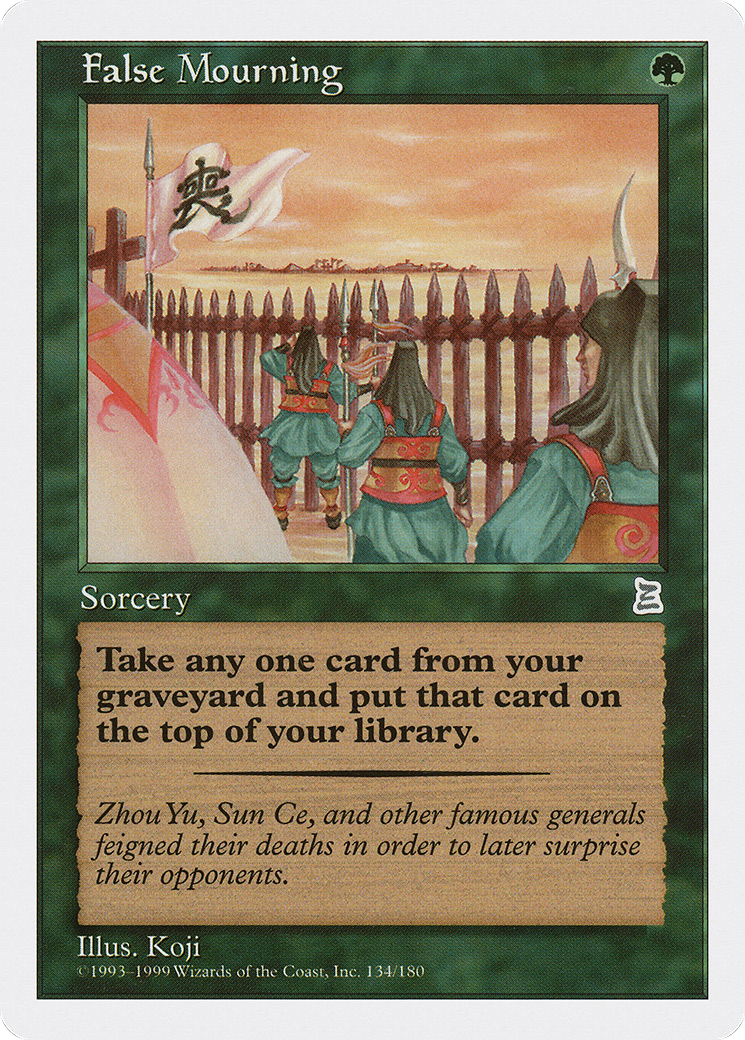 False Mourning
喪
Sorcery
Take any one card from your
graveyard and put that card on
the top of your library.
Zhou Yu, Sun Ce, and other famous generals
feigned their deaths in order to later surprise
their opponents.
Illus. Koji
©1993–1999 Wizards of the Coast, Inc. 134/180